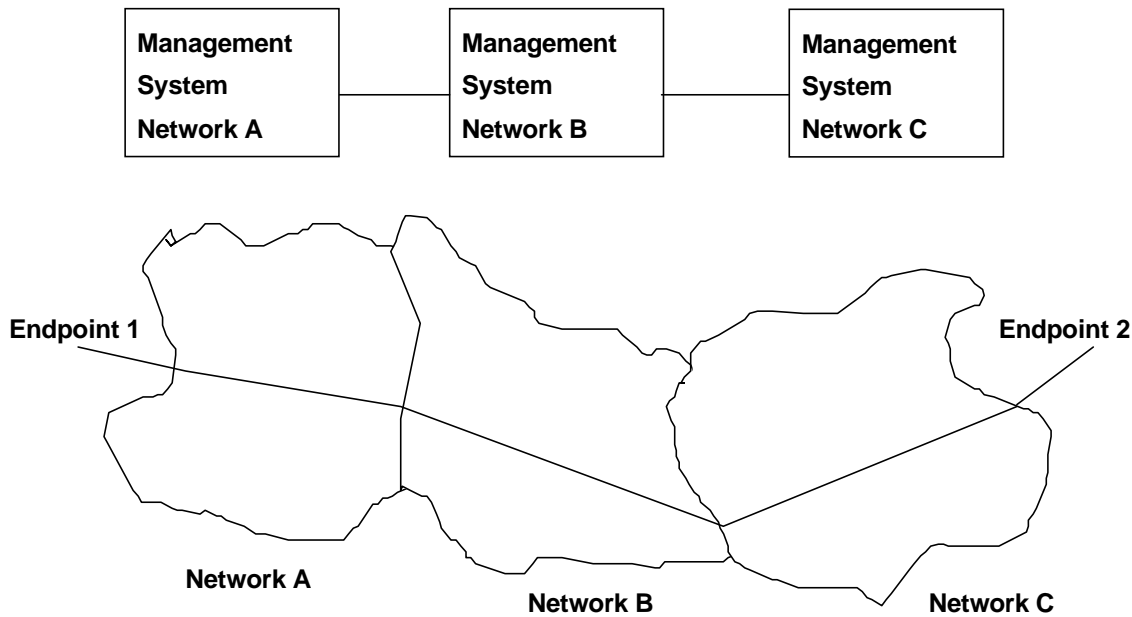 Management
System
Network A
Management
System
Network B
Management
System
Network C
Endpoint 1
Endpoint 2
Network A
Network B
Network C